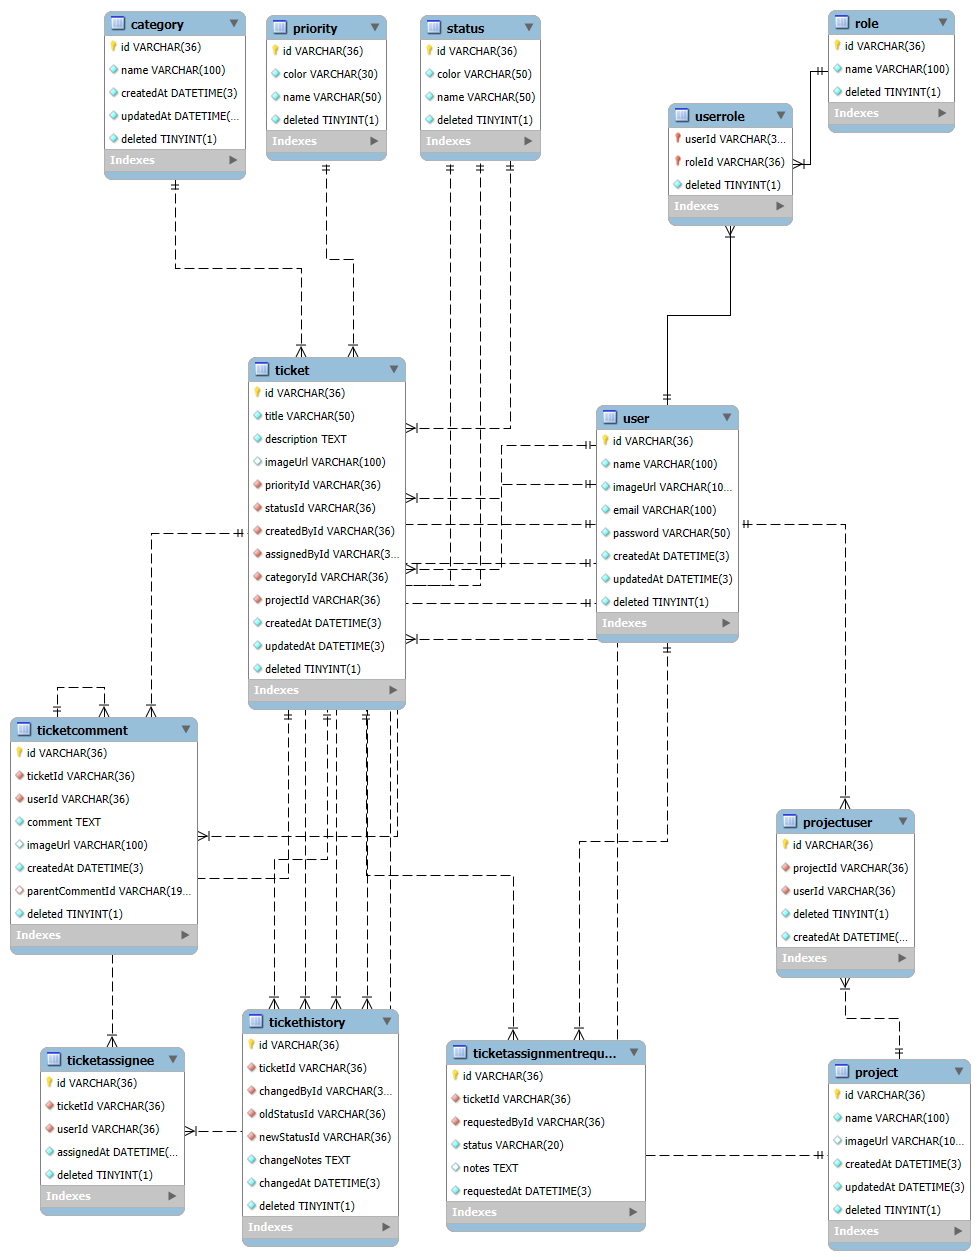 category
id VARCHAR(36)
name VARCHAR(100)
createdAt DATETIME(3)
updatedAt DATETIME(...
deleted TINYINT(1)
Indexes
priority
id VARCHAR(36)
color VARCHAR(30)
name VARCHAR(50)
deleted TINYINT(1)
Indexes
status
id VARCHAR(36)
color VARCHAR(50)
name VARCHAR(50)
deleted TINYINT(1)
Indexes
role
id VARCHAR(36)
name VARCHAR(100)
deleted TINYINT(1)
Indexes
userrole
userId VARCHAR(3...
roleId VARCHAR(36)
deleted TINYINT(1)
Indexes
ticket
id VARCHAR(36)
title VARCHAR(50)
description TEXT
imageUrl VARCHAR(100)
priorityId VARCHAR(36)
statusId VARCHAR(36)
createdById VARCHAR(36)
assignedById VARCHAR(3...
categoryId VARCHAR(36)
projectId VARCHAR(36)
createdAt DATETIME(3)
updatedAt DATETIME(3)
deleted TINYINT(1)
Indexes
user
id VARCHAR(36)
name VARCHAR(100)
imageUrl VARCHAR(10...
email VARCHAR(100)
password VARCHAR(50)
createdAt DATETIME(3)
updatedAt DATETIME(3)
deleted TINYINT(1)
Indexes
ticketcomment
id VARCHAR(36)
ticketId VARCHAR(36)
userId VARCHAR(36)
comment TEXT
imageUrl VARCHAR(100)
createdAt DATETIME(3)
parentCommentId VARCHAR(19...
deleted TINYINT(1)
Indexes
projectuser
id VARCHAR(36)
projectId VARCHAR(36)
userId VARCHAR(36)
deleted TINYINT(1)
createdAt DATETIME(...
Indexes
ticketassignee
id VARCHAR(36)
ticketId VARCHAR(36)
userId VARCHAR(36)
assignedAt DATETIME(...
deleted TINYINT(1)
Indexes
tickethistory
id VARCHAR(36)
ticketId VARCHAR(36)
changedById VARCHAR(3...
oldStatusId VARCHAR(36)
newStatusId VARCHAR(36)
changeNotes TEXT
changedAt DATETIME(3)
deleted TINYINT(1)
Indexes
ticketassignmentrequ...
id VARCHAR(36)
ticketId VARCHAR(36)
requestedById VARCHAR(36)
status VARCHAR(20)
notes TEXT
requestedAt DATETIME(3)
Indexes
project
id VARCHAR(36)
name VARCHAR(100)
imageUrl VARCHAR(10...
createdAt DATETIME(3)
updatedAt DATETIME(3)
deleted TINYINT(1)
Indexes